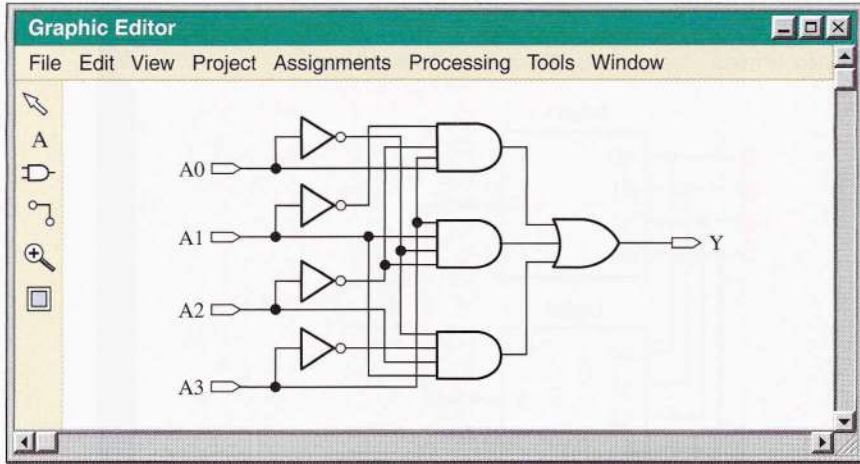 Graphic Editor
File Edit View Project Assignments Processing Tools Window
A
A0
A1
Y
A2
A3